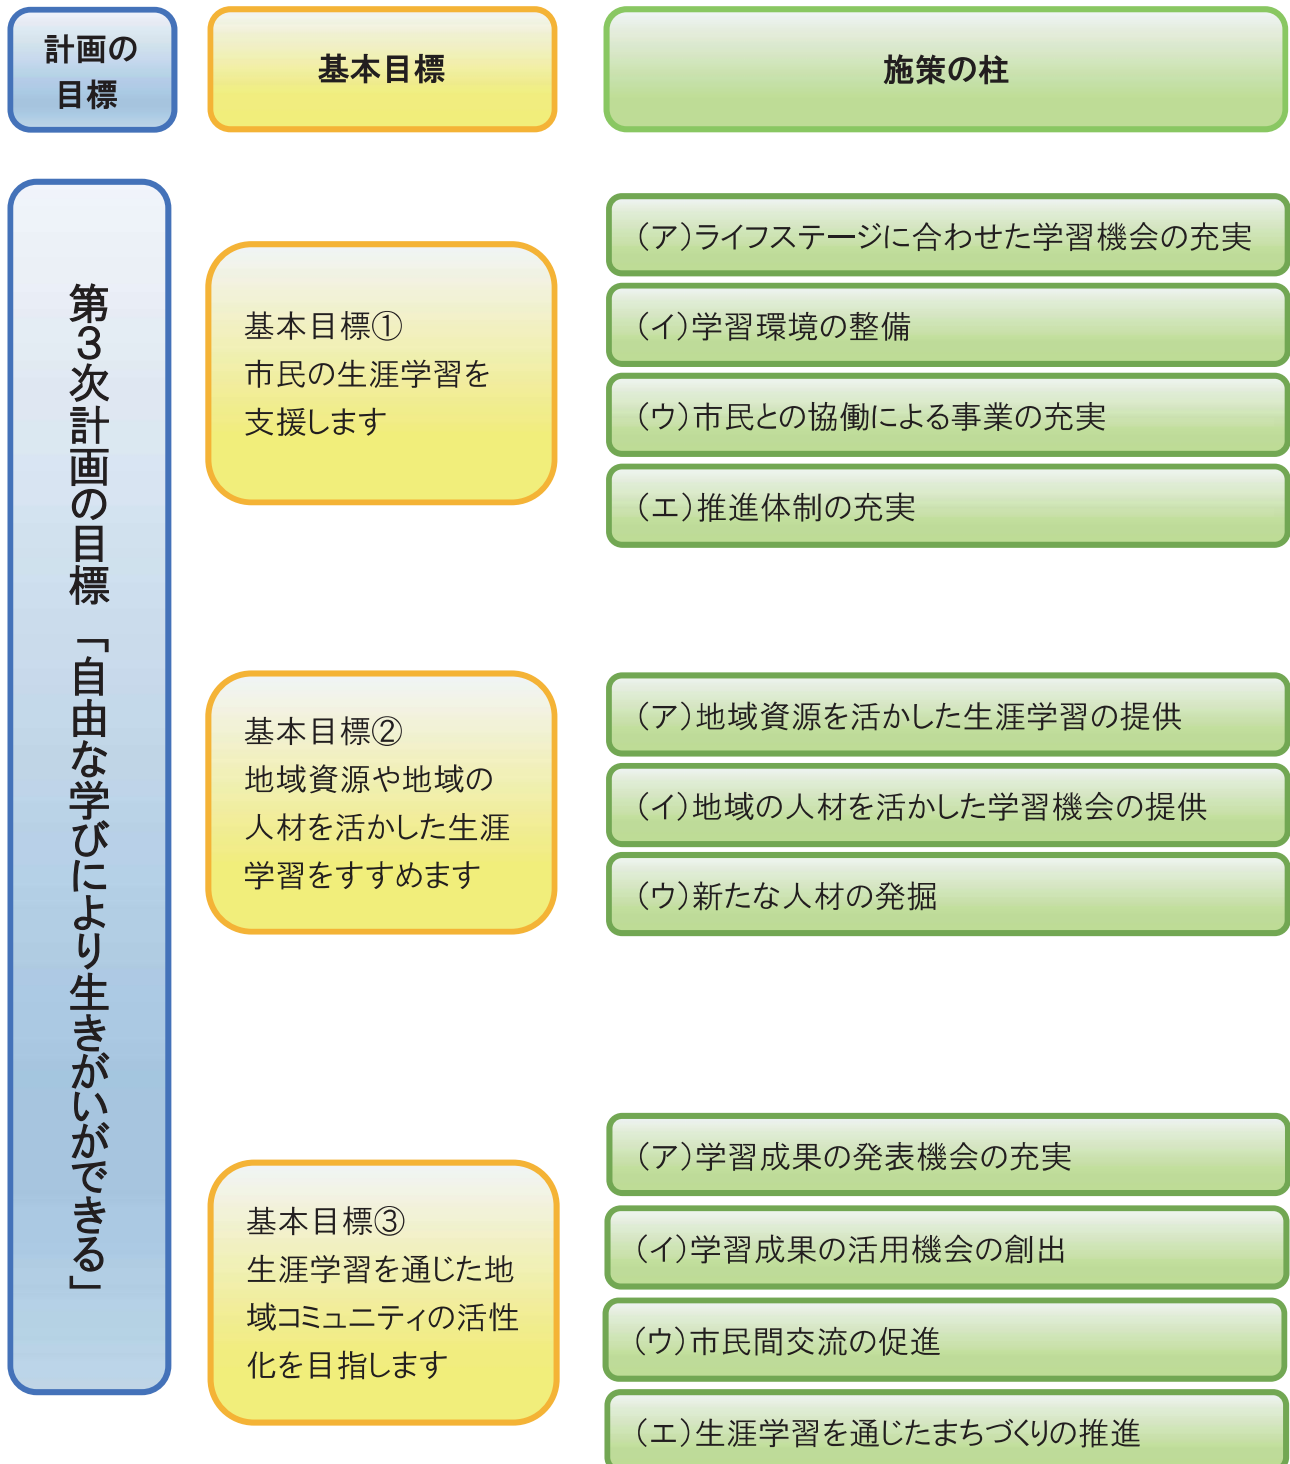 計画の
目標
基本目標
施策の柱
第3次計画の目標 「自由な学びにより生きがいができる」
基本目標①
市民の生涯学習を
支援します
(ア)ライフステージに合わせた学習機会の充実
(イ)学習環境の整備
(ウ)市民との協働による事業の充実
(エ)推進体制の充実
基本目標②
地域資源や地域の
人材を活かした生涯
学習をすすめます
(ア)地域資源を活かした生涯学習の提供
(イ)地域の人材を活かした学習機会の提供
(ウ)新たな人材の発掘
基本目標③
生涯学習を通じた地
域コミュニティの活性
化を目指します
(ア)学習成果の発表機会の充実
(イ)学習成果の活用機会の創出
(ウ)市民間交流の促進
(エ)生涯学習を通じたまちづくりの推進